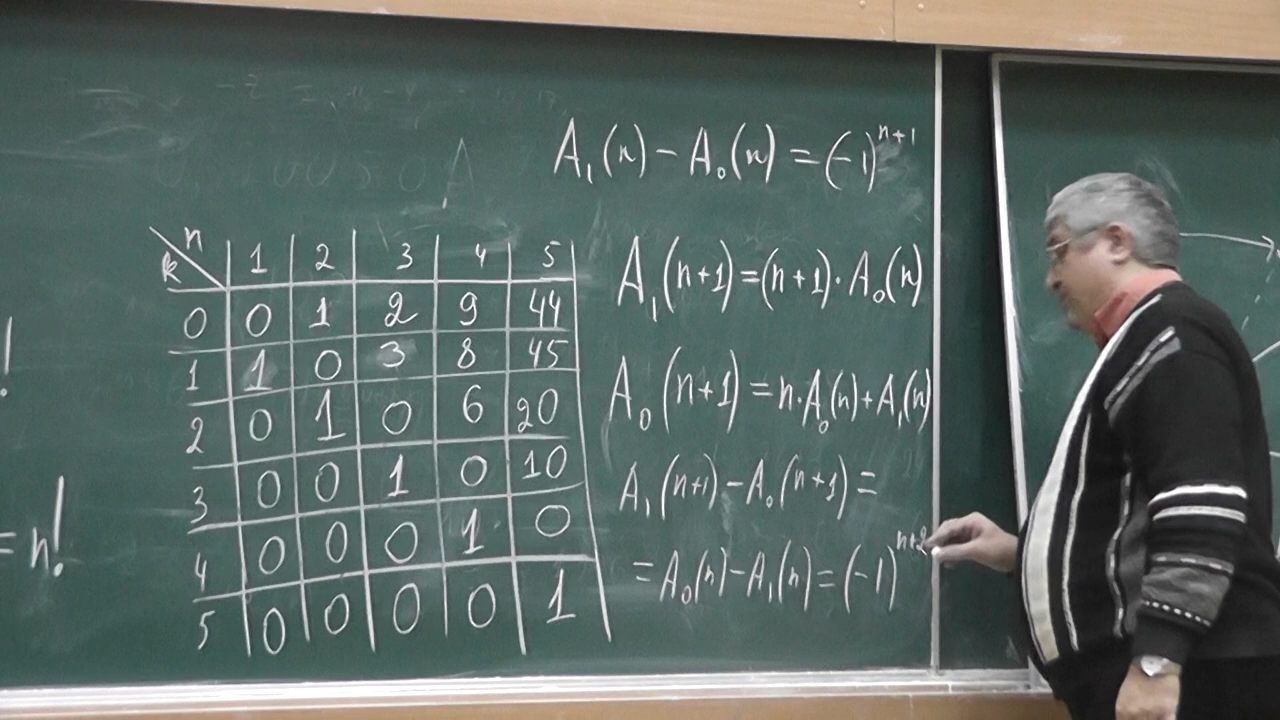 !
= n!
n
k
1 2 3 4 5
0 0 1 2 9 44
1 1 0 3 8 45
2 0 1 0 6 20
3 0 0 1 0 10
4 0 0 0 1 0
5 0 0 0 0 1
A₁(n) − A₀(n) = (−1)ⁿ⁺¹
A₁(n+1) = (n+1)·A₀(n)
A₀(n+1) = n·A₀(n) + A₁(n)
A₁(n+1) − A₀(n+1) =
= A₀(n) − A₁(n) = (−1)ⁿ⁺²